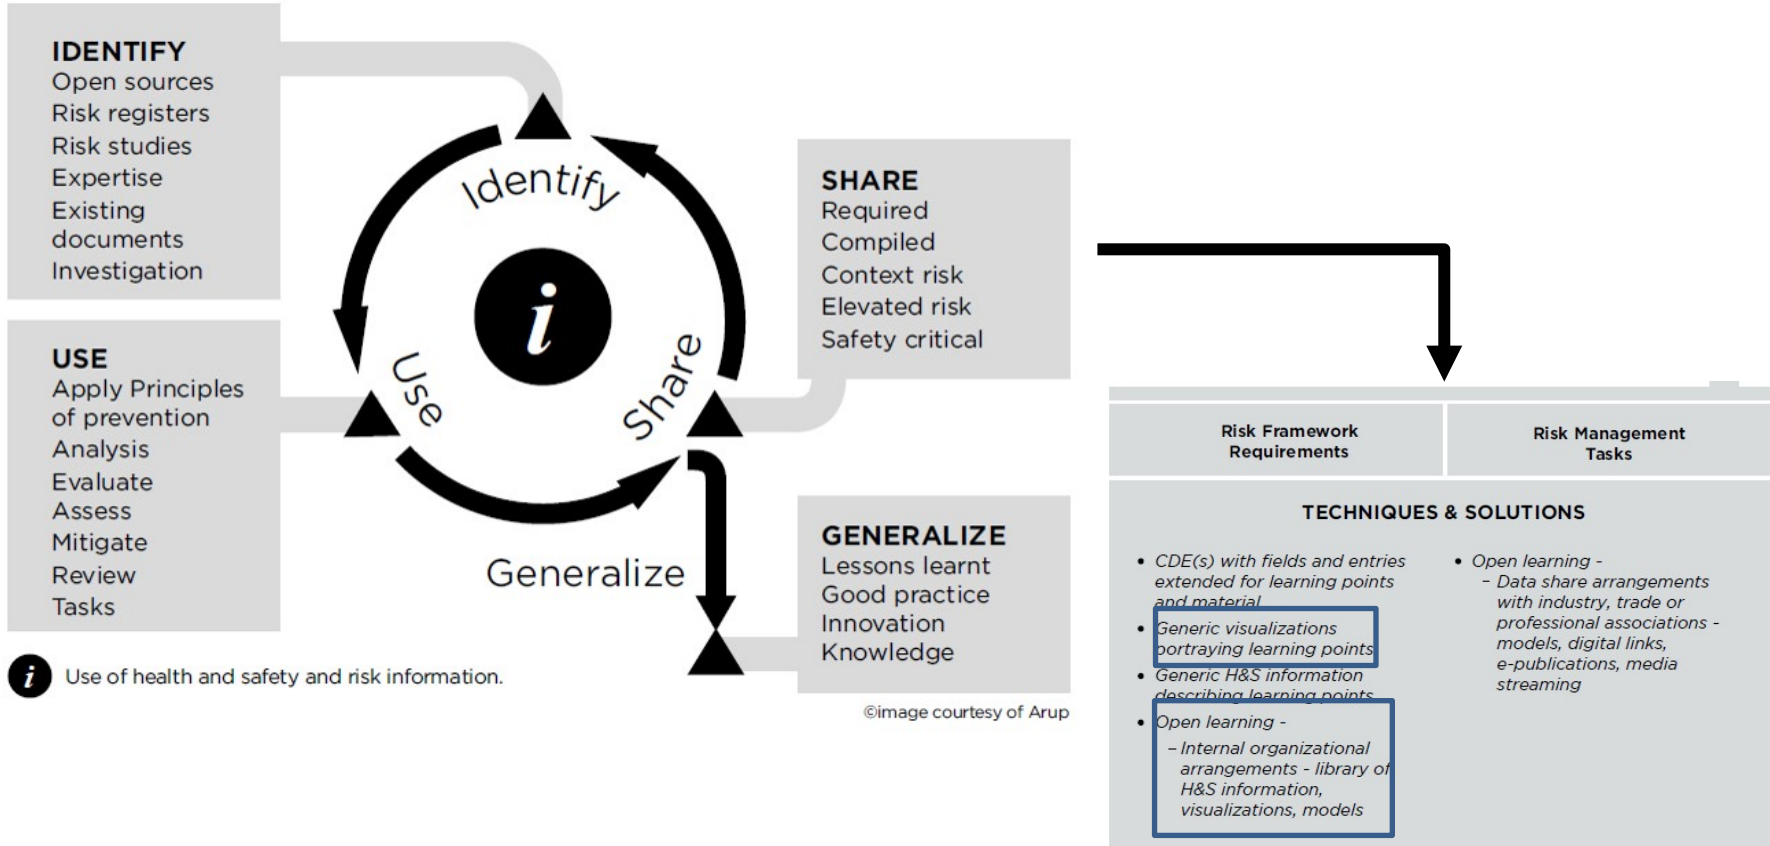 IDENTIFY
Open sources
Risk registers
Risk studies
Expertise
Existing
documents
Investigation
USE
Apply Principles
of prevention
Analysis
Evaluate
Assess
Mitigate
Review
Tasks
i Use of health and safety and risk information.
Identify
Use
Share
i
Generalize
SHARE
Required
Compiled
Context risk
Elevated risk
Safety critical
GENERALIZE
Lessons learnt
Good practice
Innovation
Knowledge
©image courtesy of Arup
Risk Framework
Requirements
Risk Management
Tasks
TECHNIQUES & SOLUTIONS
• CDE(s) with fields and entries
extended for learning points
and material
• Generic visualizations
portraying learning points
• Generic H&S information
describing learning points
• Open learning -
– Internal organizational
arrangements - library of
H&S information,
visualizations, models
• Open learning -
– Data share arrangements
with industry, trade or
professional associations -
models, digital links,
e-publications, media
streaming